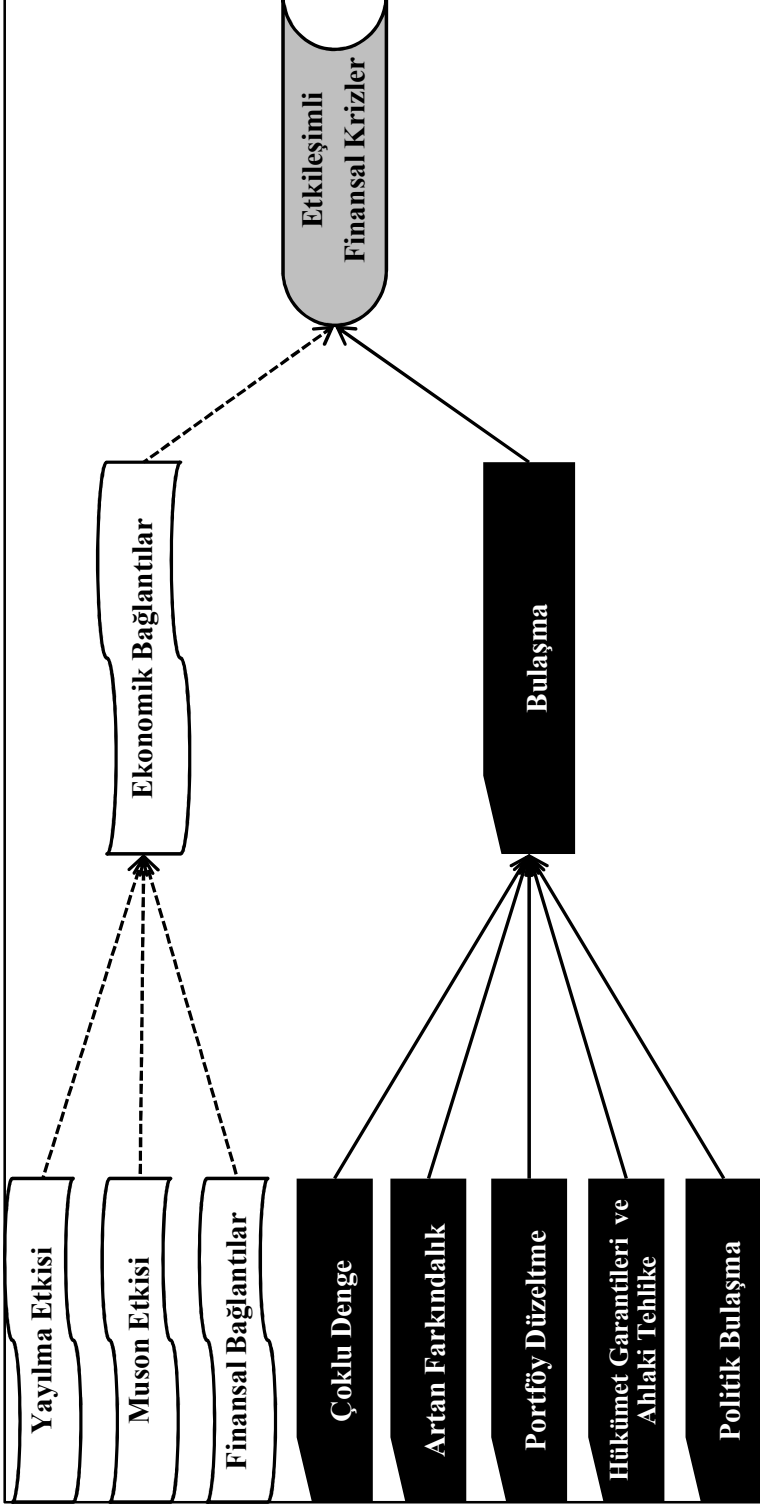 Yayılma Etkisi
Muson Etkisi
Finansal Bağlantılar
Çoklu Denge
Artan Farkındalık
Portföy Düzeltme
Hükümet Garantileri ve
Ahlaki Tehlike
Politik Bulaşma
Ekonomik Bağlantılar
Bulaşma
Etkileşimli
Finansal Krizler